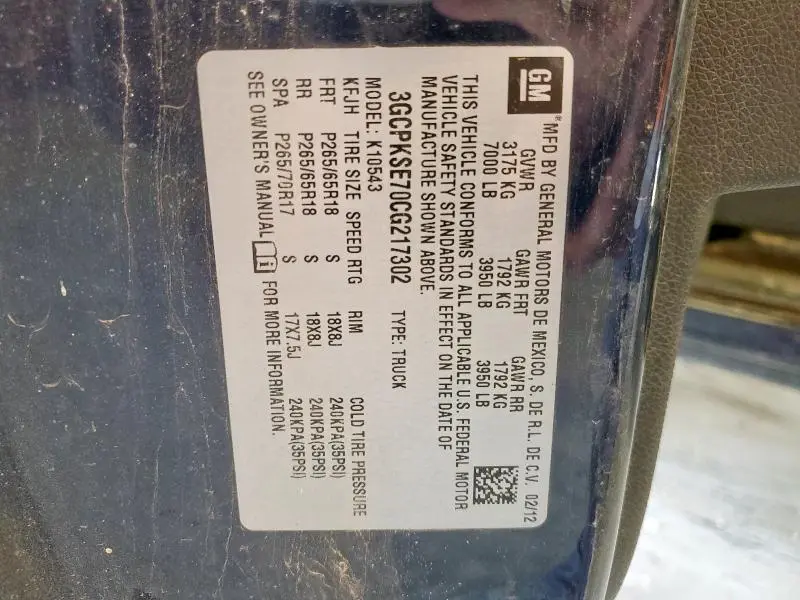 GM
® MFD BY GENERAL MOTORS DE MEXICO, S. DE R.L. DE C.V. 02/12
GVWR GAWR FRT GAWR RR
3175 KG 1792 KG 1792 KG
7000 LB 3950 LB 3950 LB
THIS VEHICLE CONFORMS TO ALL APPLICABLE U.S. FEDERAL MOTOR
VEHICLE SAFETY STANDARDS IN EFFECT ON THE DATE OF
MANUFACTURE SHOWN ABOVE.
3GCPKSE70CG217302 TYPE: TRUCK
MODEL: K10543
KFJH TIRE SIZE SPEED RTG RIM COLD TIRE PRESSURE
FRT P265/65R18 S 18X8J 240KPA(35PSI)
RR P265/65R18 S 18X8J 240KPA(35PSI)
SPA P265/70R17 S 17X7.5J 240KPA(35PSI)
SEE OWNER'S MANUAL FOR MORE INFORMATION.